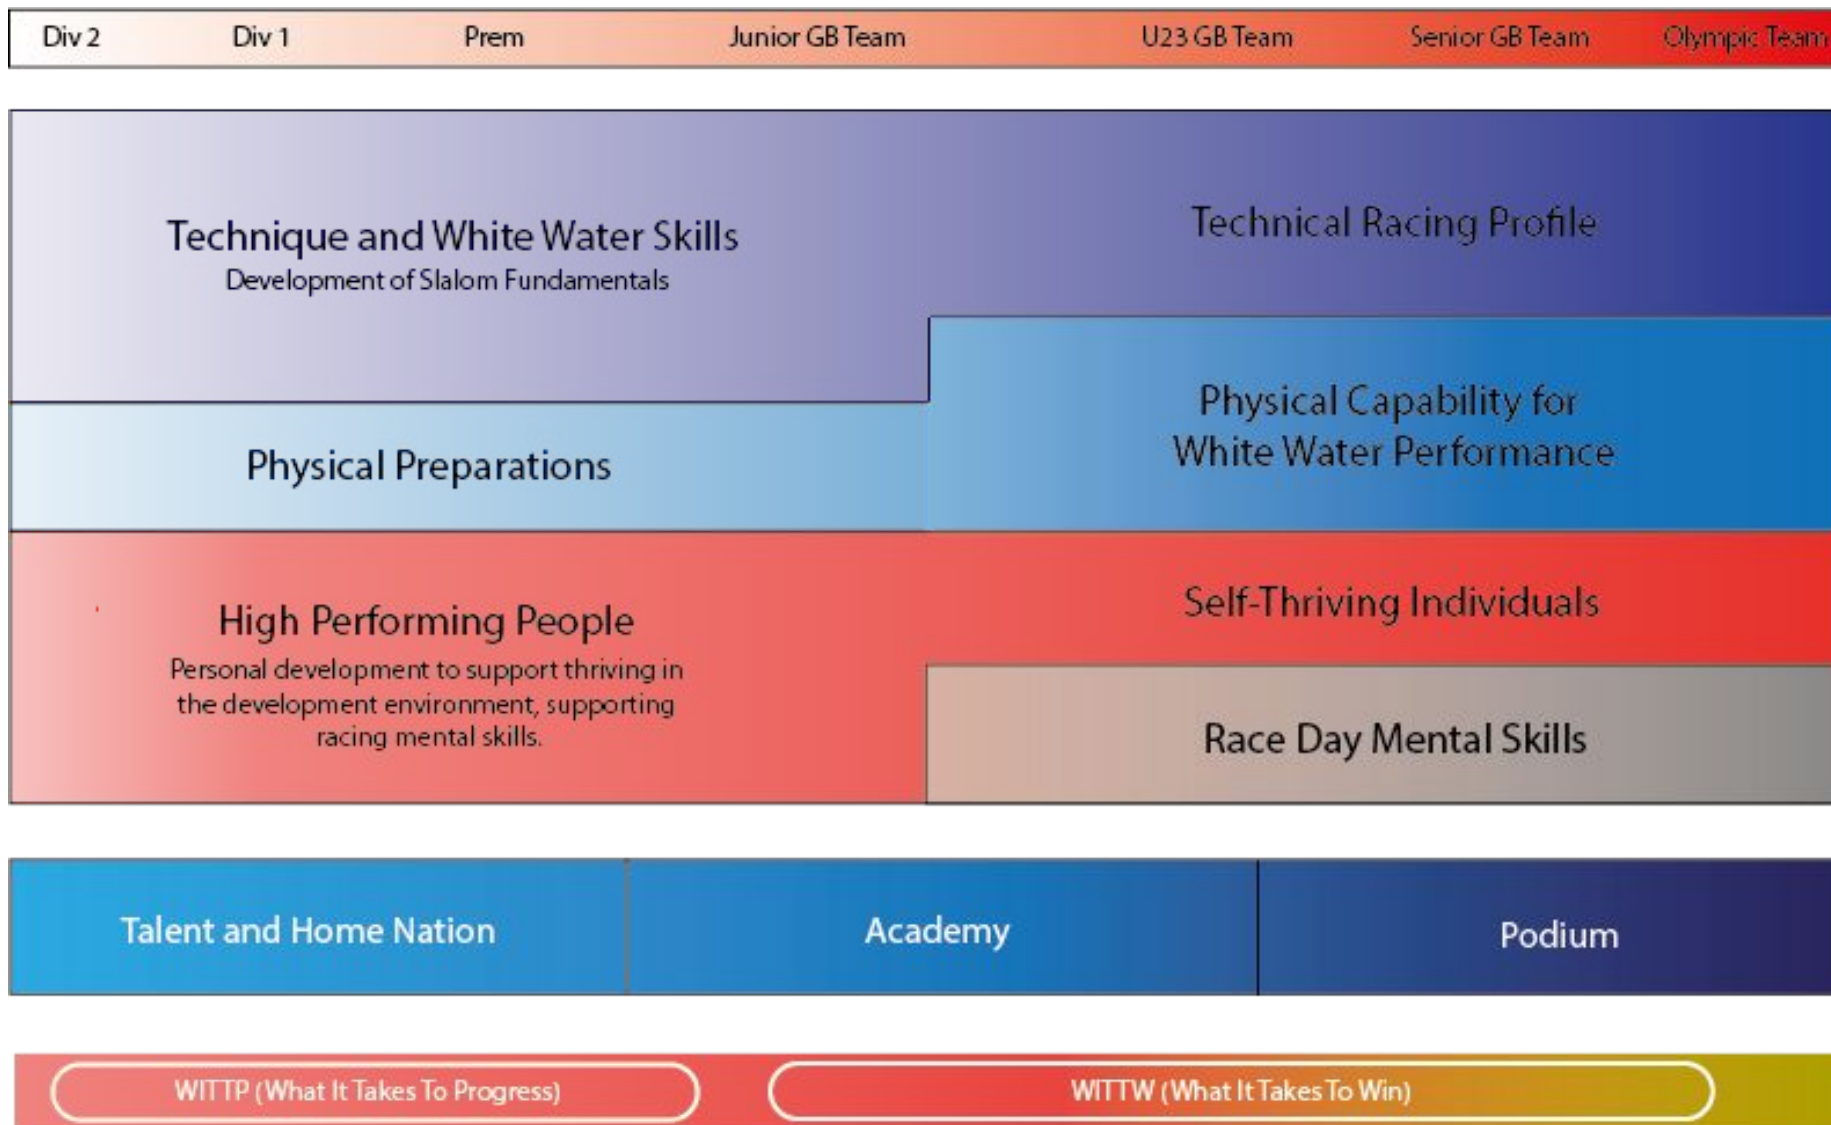 Div 2 Div 1 Prem Junior GB Team U23 GB Team Senior GB Team Olympic Team
Technique and White Water Skills
Development of Slalom Fundamentals
Technical Racing Profile
Physical Preparations
Physical Capability for
White Water Performance
High Performing People
Personal development to support thriving in
the development environment, supporting
racing mental skills.
Self-Thriving Individuals
Race Day Mental Skills
Talent and Home Nation Academy Podium
WITTP (What It Takes To Progress) WITTW (What It Takes To Win)